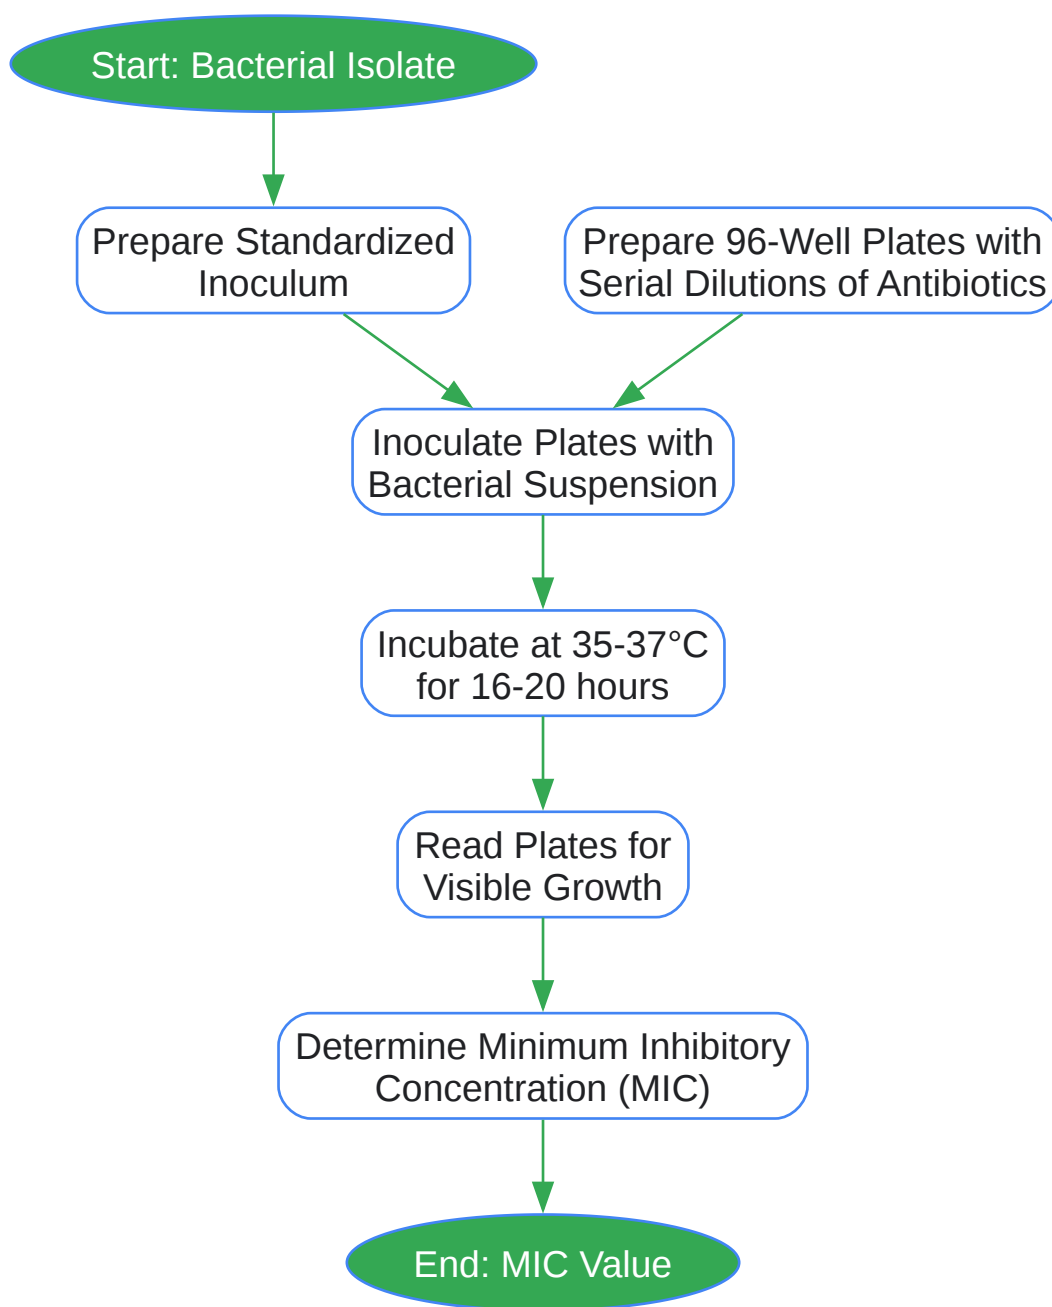 Start: Bacterial Isolate
Prepare Standardized
Inoculum
Prepare 96-Well Plates with
Serial Dilutions of Antibiotics
Inoculate Plates with
Bacterial Suspension
Incubate at 35-37°C
for 16-20 hours
Read Plates for
Visible Growth
Determine Minimum Inhibitory
Concentration (MIC)
End: MIC Value